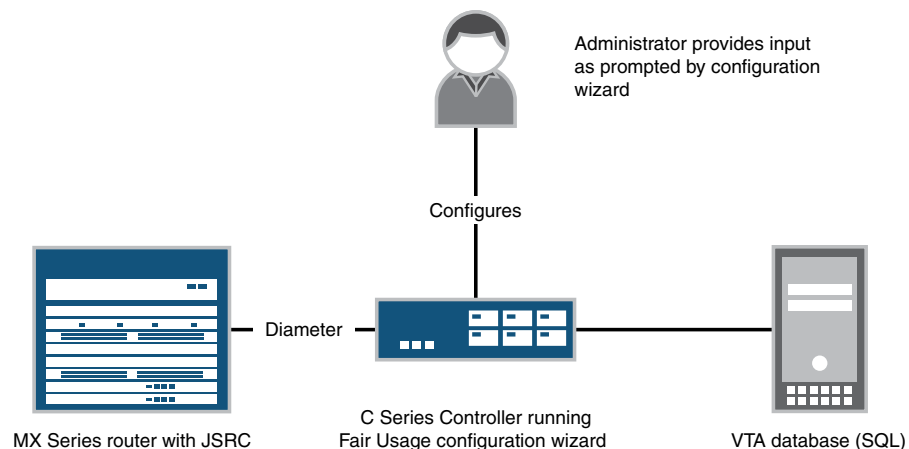 Administrator provides input
as prompted by configuration
wizard
Configures
Diameter
MX Series router with JSRC
C Series Controller running
Fair Usage configuration wizard
VTA database (SQL)